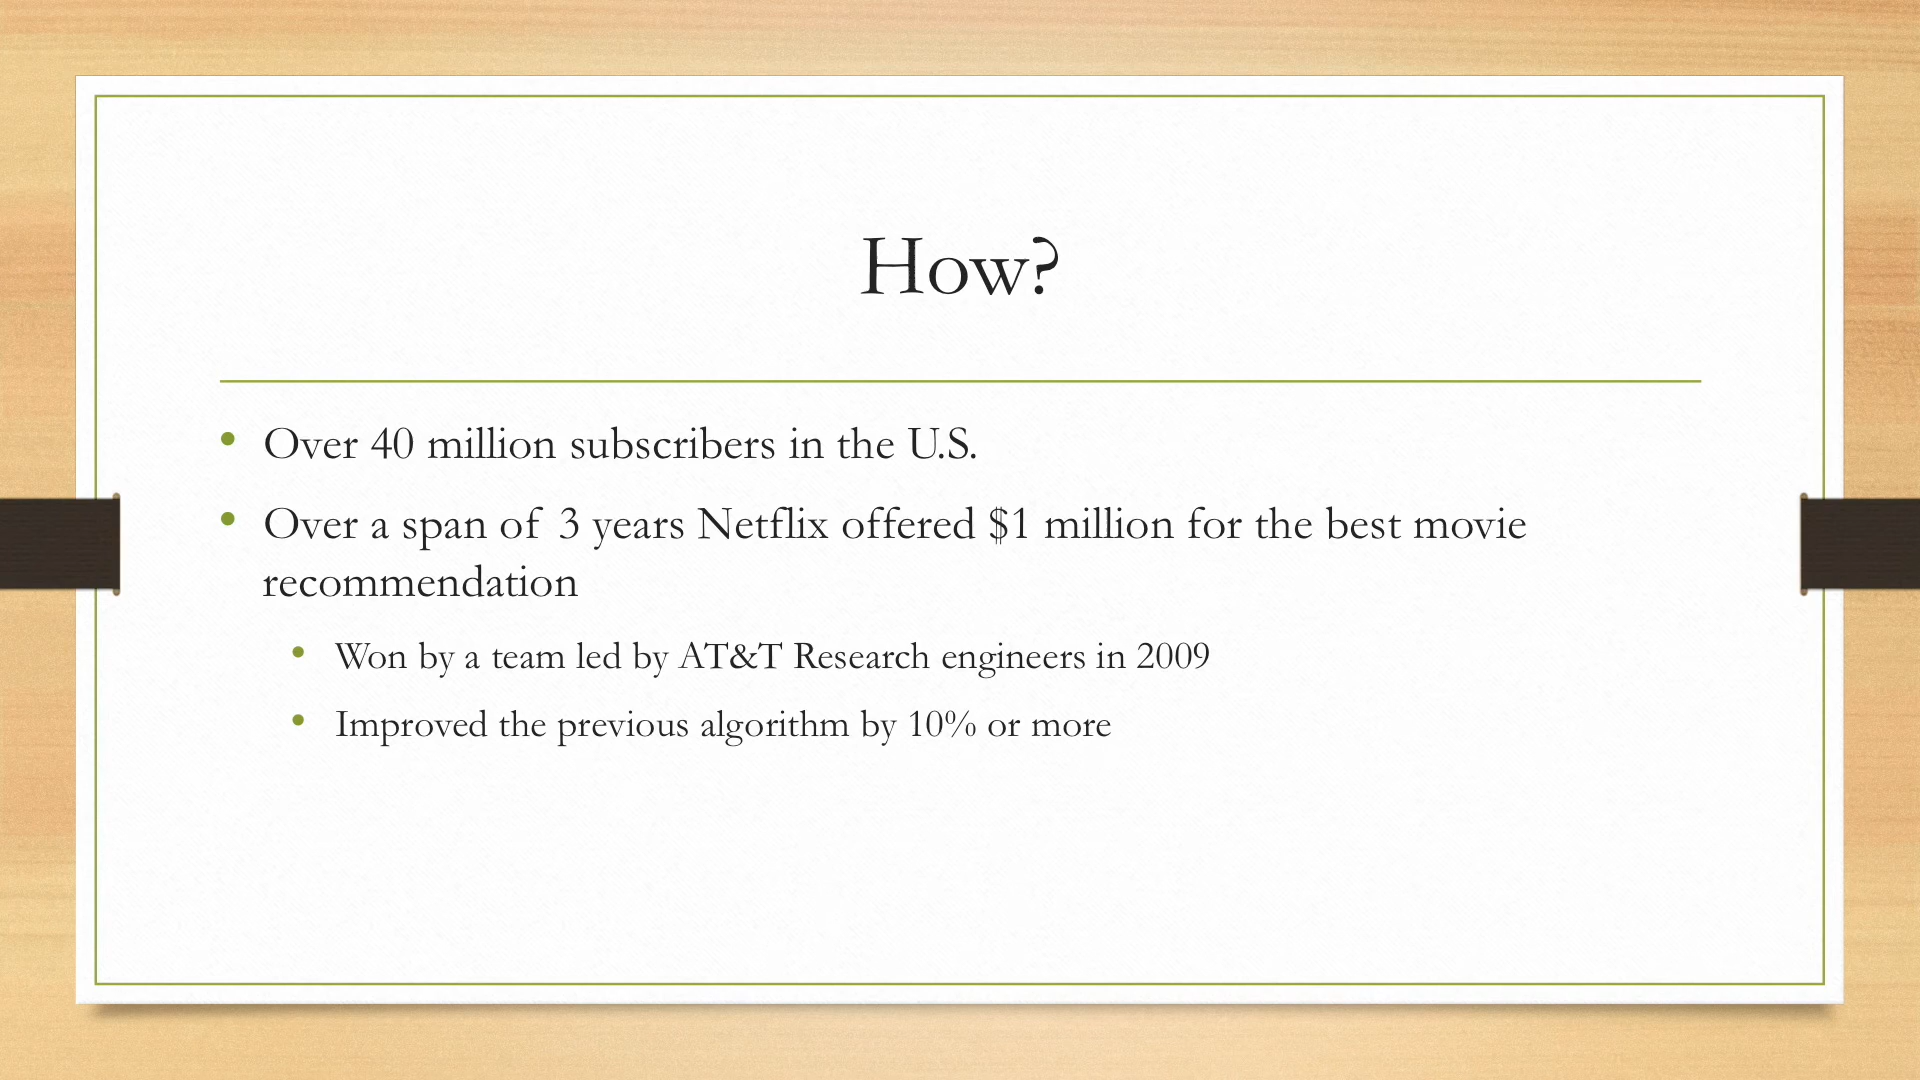 How?
• Over 40 million subscribers in the U.S.
• Over a span of 3 years Netflix offered $1 million for the best movie
recommendation
• Won by a team led by AT&T Research engineers in 2009
• Improved the previous algorithm by 10% or more